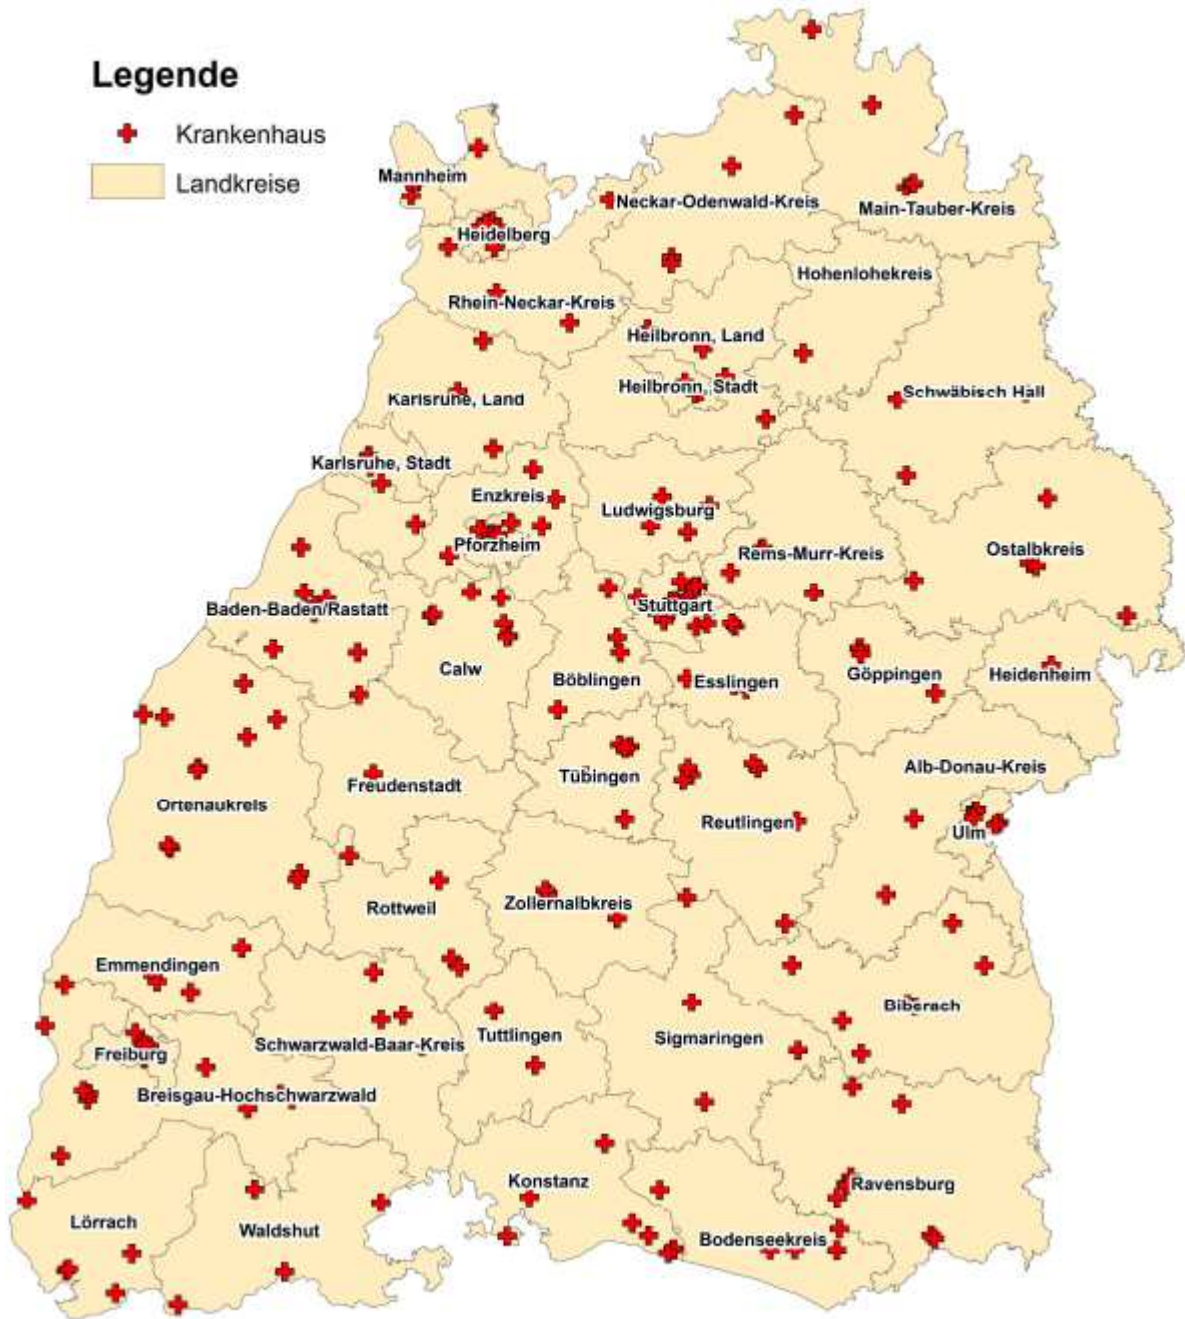 Legende
Krankenhaus
Landkreise
Mannheim
Neckar-Odenwald-Kreis
Main-Tauber-Kreis
Heidelberg
Hohenlohekreis
Rhein-Neckar-Kreis
Heilbronn, Land
Heilbronn, Stadt
Schwäbisch Hall
Karlsruhe, Land
Karlsruhe, Stadt
Enzkreis
Ludwigsburg
Pforzheim
Rems-Murr-Kreis
Ostalbkreis
Baden-Baden/Rastatt
Stuttgart
Calw
Böblingen
Esslingen
Göppingen
Heidenheim
Alb-Donau-Kreis
Tübingen
Freudenstadt
Ortenaukreis
Reutlingen
Ulm
Zollernalbkreis
Rottweil
Emmendingen
Biberach
Tuttlingen
Sigmaringen
Schwarzwald-Baar-Kreis
Freiburg
Breisgau-Hochschwarzwald
Konstanz
Ravensburg
Lörrach
Waldshut
Bodenseekreis